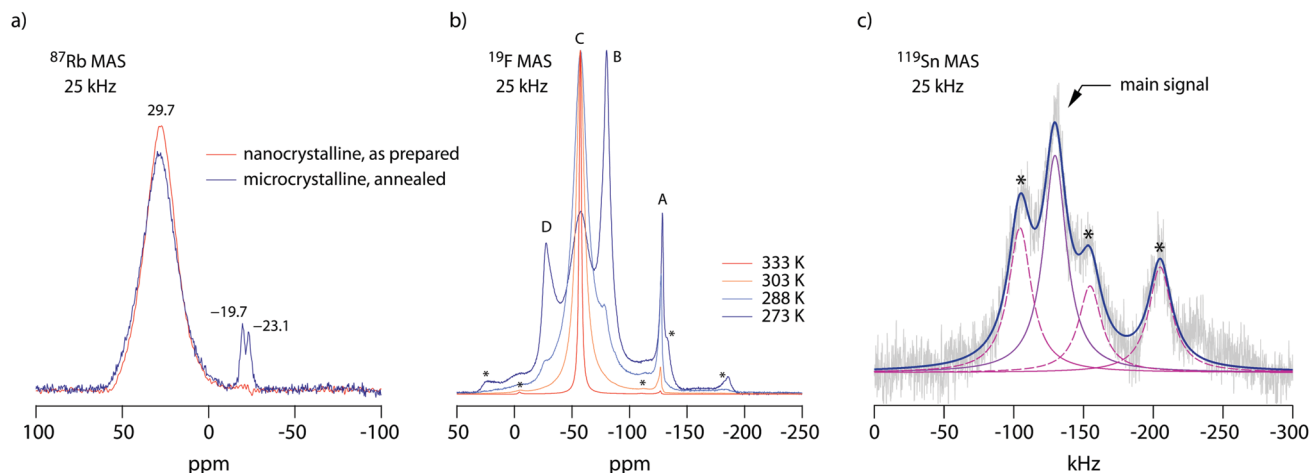 a)
⁸⁷Rb MAS
25 kHz
29.7
nanocrystalline, as prepared
microcrystalline, annealed
−19.7
−23.1
100 50 0 -50 -100
ppm
b)
¹⁹F MAS
25 kHz
C
B
A
D
333 K
303 K
288 K
273 K
* * * * *
50 0 -50 -100 -150 -200 -250
ppm
c)
¹¹⁹Sn MAS
25 kHz
main signal
* * *
0 -50 -100 -150 -200 -250 -300
kHz